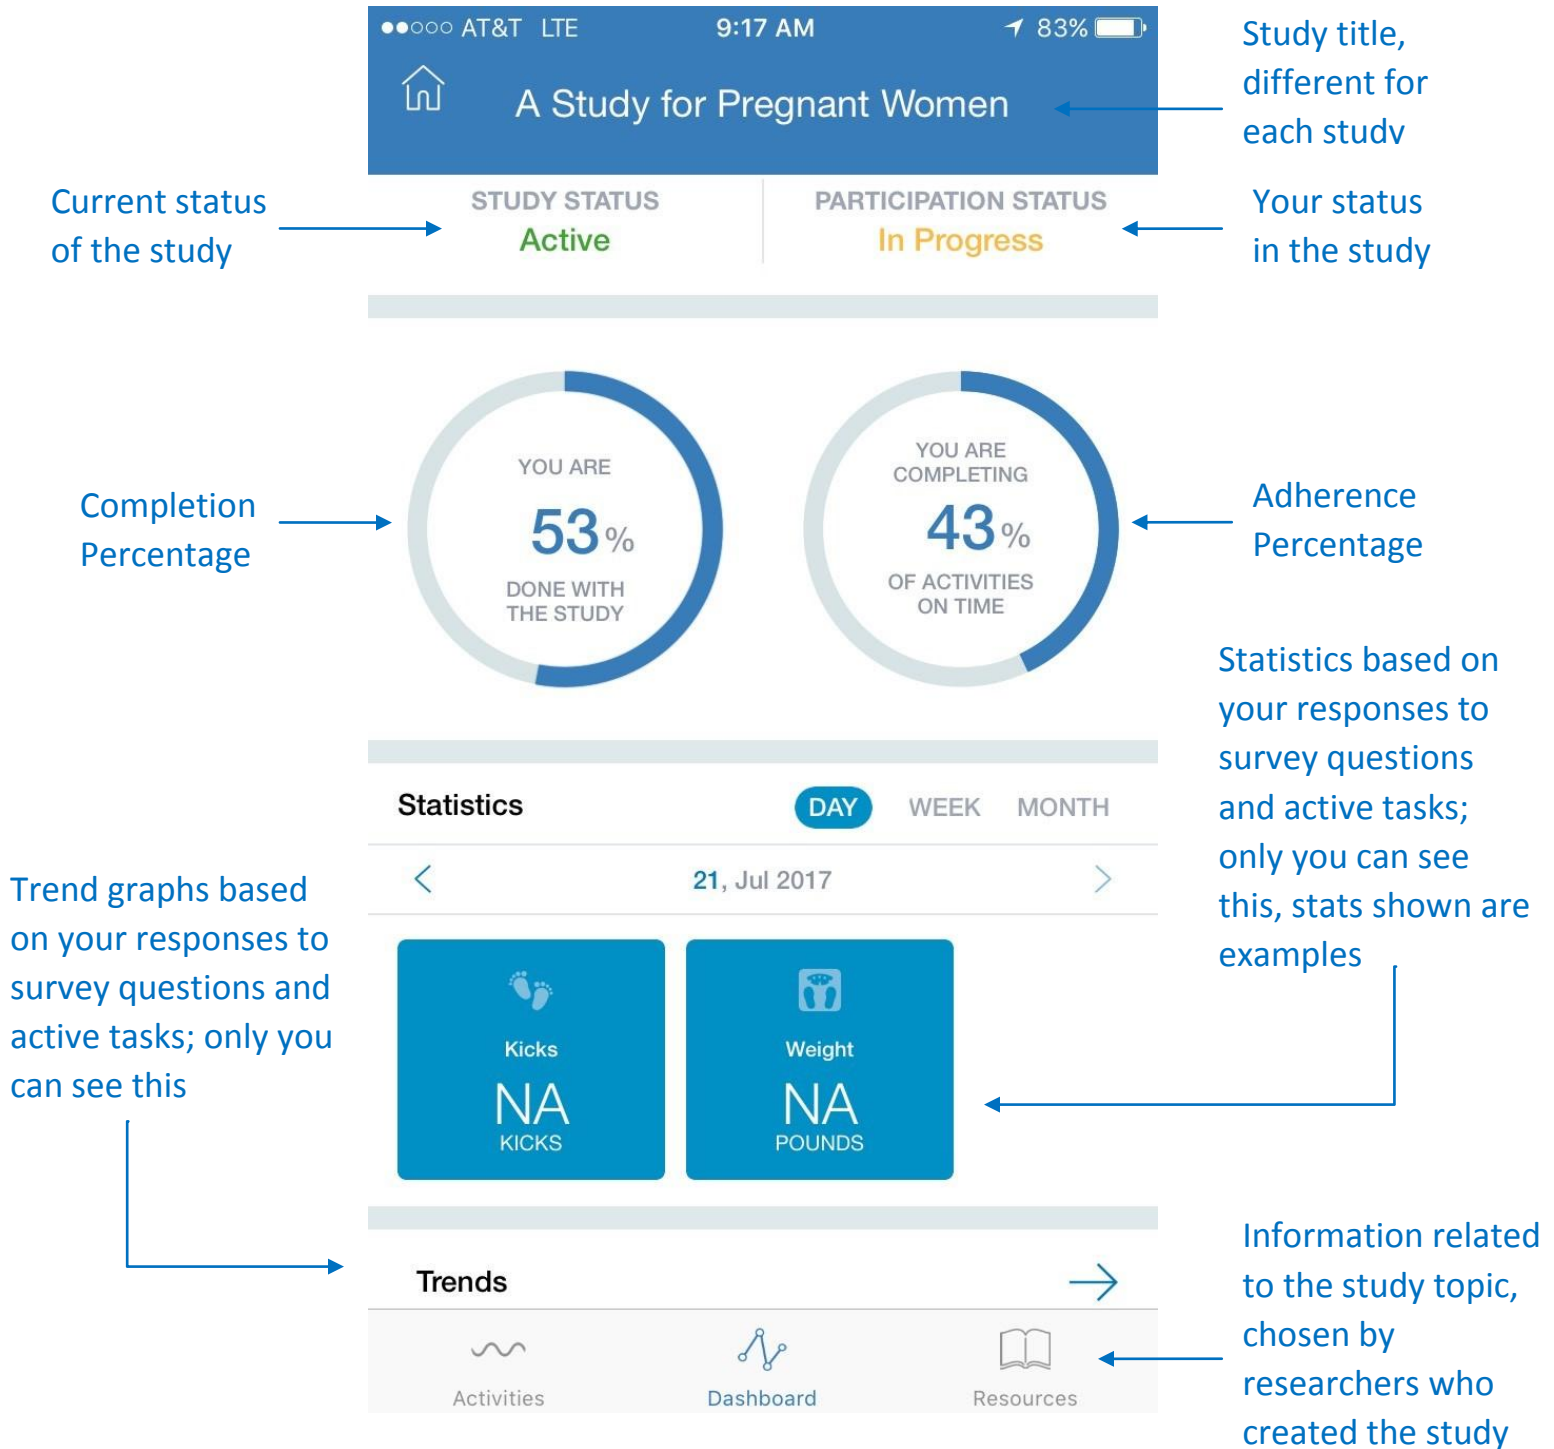 AT&T LTE 9:17 AM 83%
A Study for Pregnant Women
Study title,
different for
each study
Current status
of the study
STUDY STATUS
Active
PARTICIPATION STATUS
In Progress
Your status
in the study
Completion
Percentage
YOU ARE
53%
DONE WITH
THE STUDY
YOU ARE
COMPLETING
43%
OF ACTIVITIES
ON TIME
Adherence
Percentage
Statistics based on
your responses to
survey questions
and active tasks;
only you can see
this, stats shown are
examples
Statistics DAY WEEK MONTH
21, Jul 2017
Trend graphs based
on your responses to
survey questions and
active tasks; only you
can see this
Kicks
NA
KICKS
Weight
NA
POUNDS
Trends
Activities Dashboard Resources
Information related
to the study topic,
chosen by
researchers who
created the study